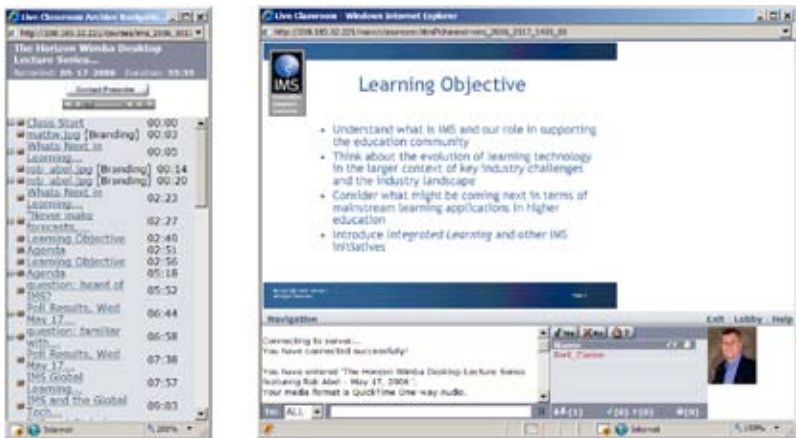 Live Classroom Archive
The Horizon Wimba Desktop
Lecture Series...
Recorded: 05-17-2006 Duration:
Contact Presenter
Class Start 00:00
mattw.jpg [Branding] 00:03
Whats Next in 00:05
Learning...
rob_abel.jpg [Branding] 00:14
rob_abel.jpg [Branding] 00:20
Whats Next in 02:23
Learning...
"Never make 02:27
forecasts...
Learning Objective 02:40
Agenda 02:51
Learning Objective 02:56
Agenda 05:18
question: heard of 05:52
IMS?
Poll Results, Wed 06:44
May 17...
question: familiar 06:58
with...
Poll Results, Wed 07:38
May 17...
IMS Global 07:57
Learning...
IMS and the Global 09:03
Tech...
Internet
Live Classroom - Windows Internet Explorer
IMS
Learning Objective
• Understand what is IMS and our role in supporting
the education community
• Think about the evolution of learning technology
in the larger context of key industry challenges
and the industry landscape
• Consider what might be coming next in terms of
mainstream learning applications in higher
education
• Introduce Integrated Learning and other IMS
initiatives
Navigation
Exit Lobby Help
Connecting to server...
You have connected successfully!
You have entered "The Horizon Wimba Desktop Lecture Series
featuring Rob Abel - May 17, 2006".
Your media format is QuickTime One-way Audio.
Yes No
Name
To: ALL
Internet 100%